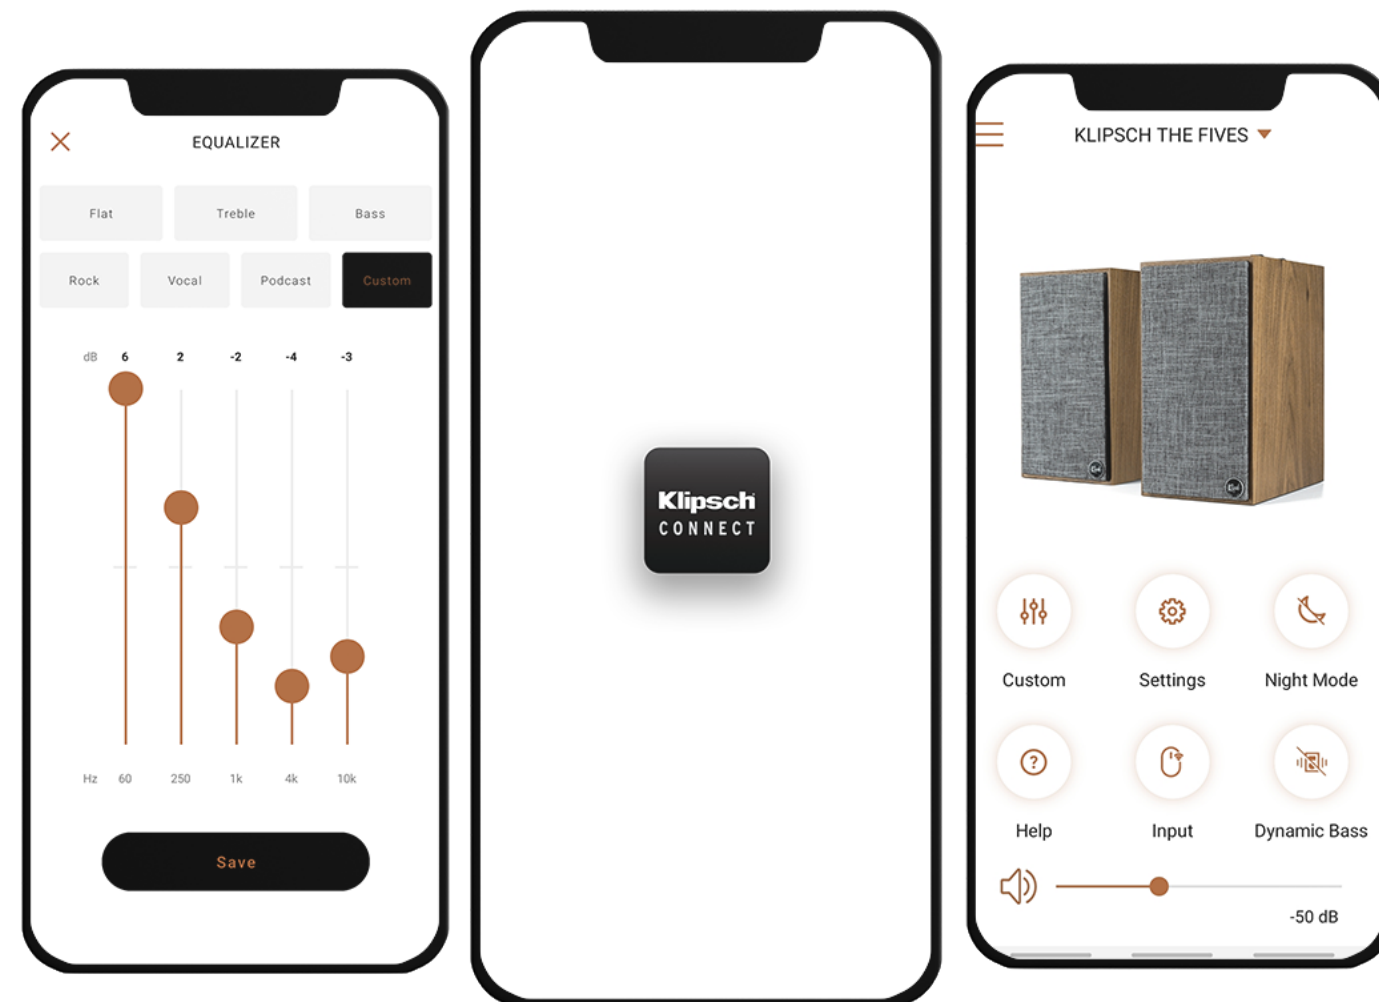 EQUALIZER
Flat Treble Bass
Rock Vocal Podcast Custom
dB 6 2 -2 -4 -3
Hz 60 250 1k 4k 10k
Save
Klipsch
CONNECT
KLIPSCH THE FIVES
Custom Settings Night Mode
Help Input Dynamic Bass
-50 dB